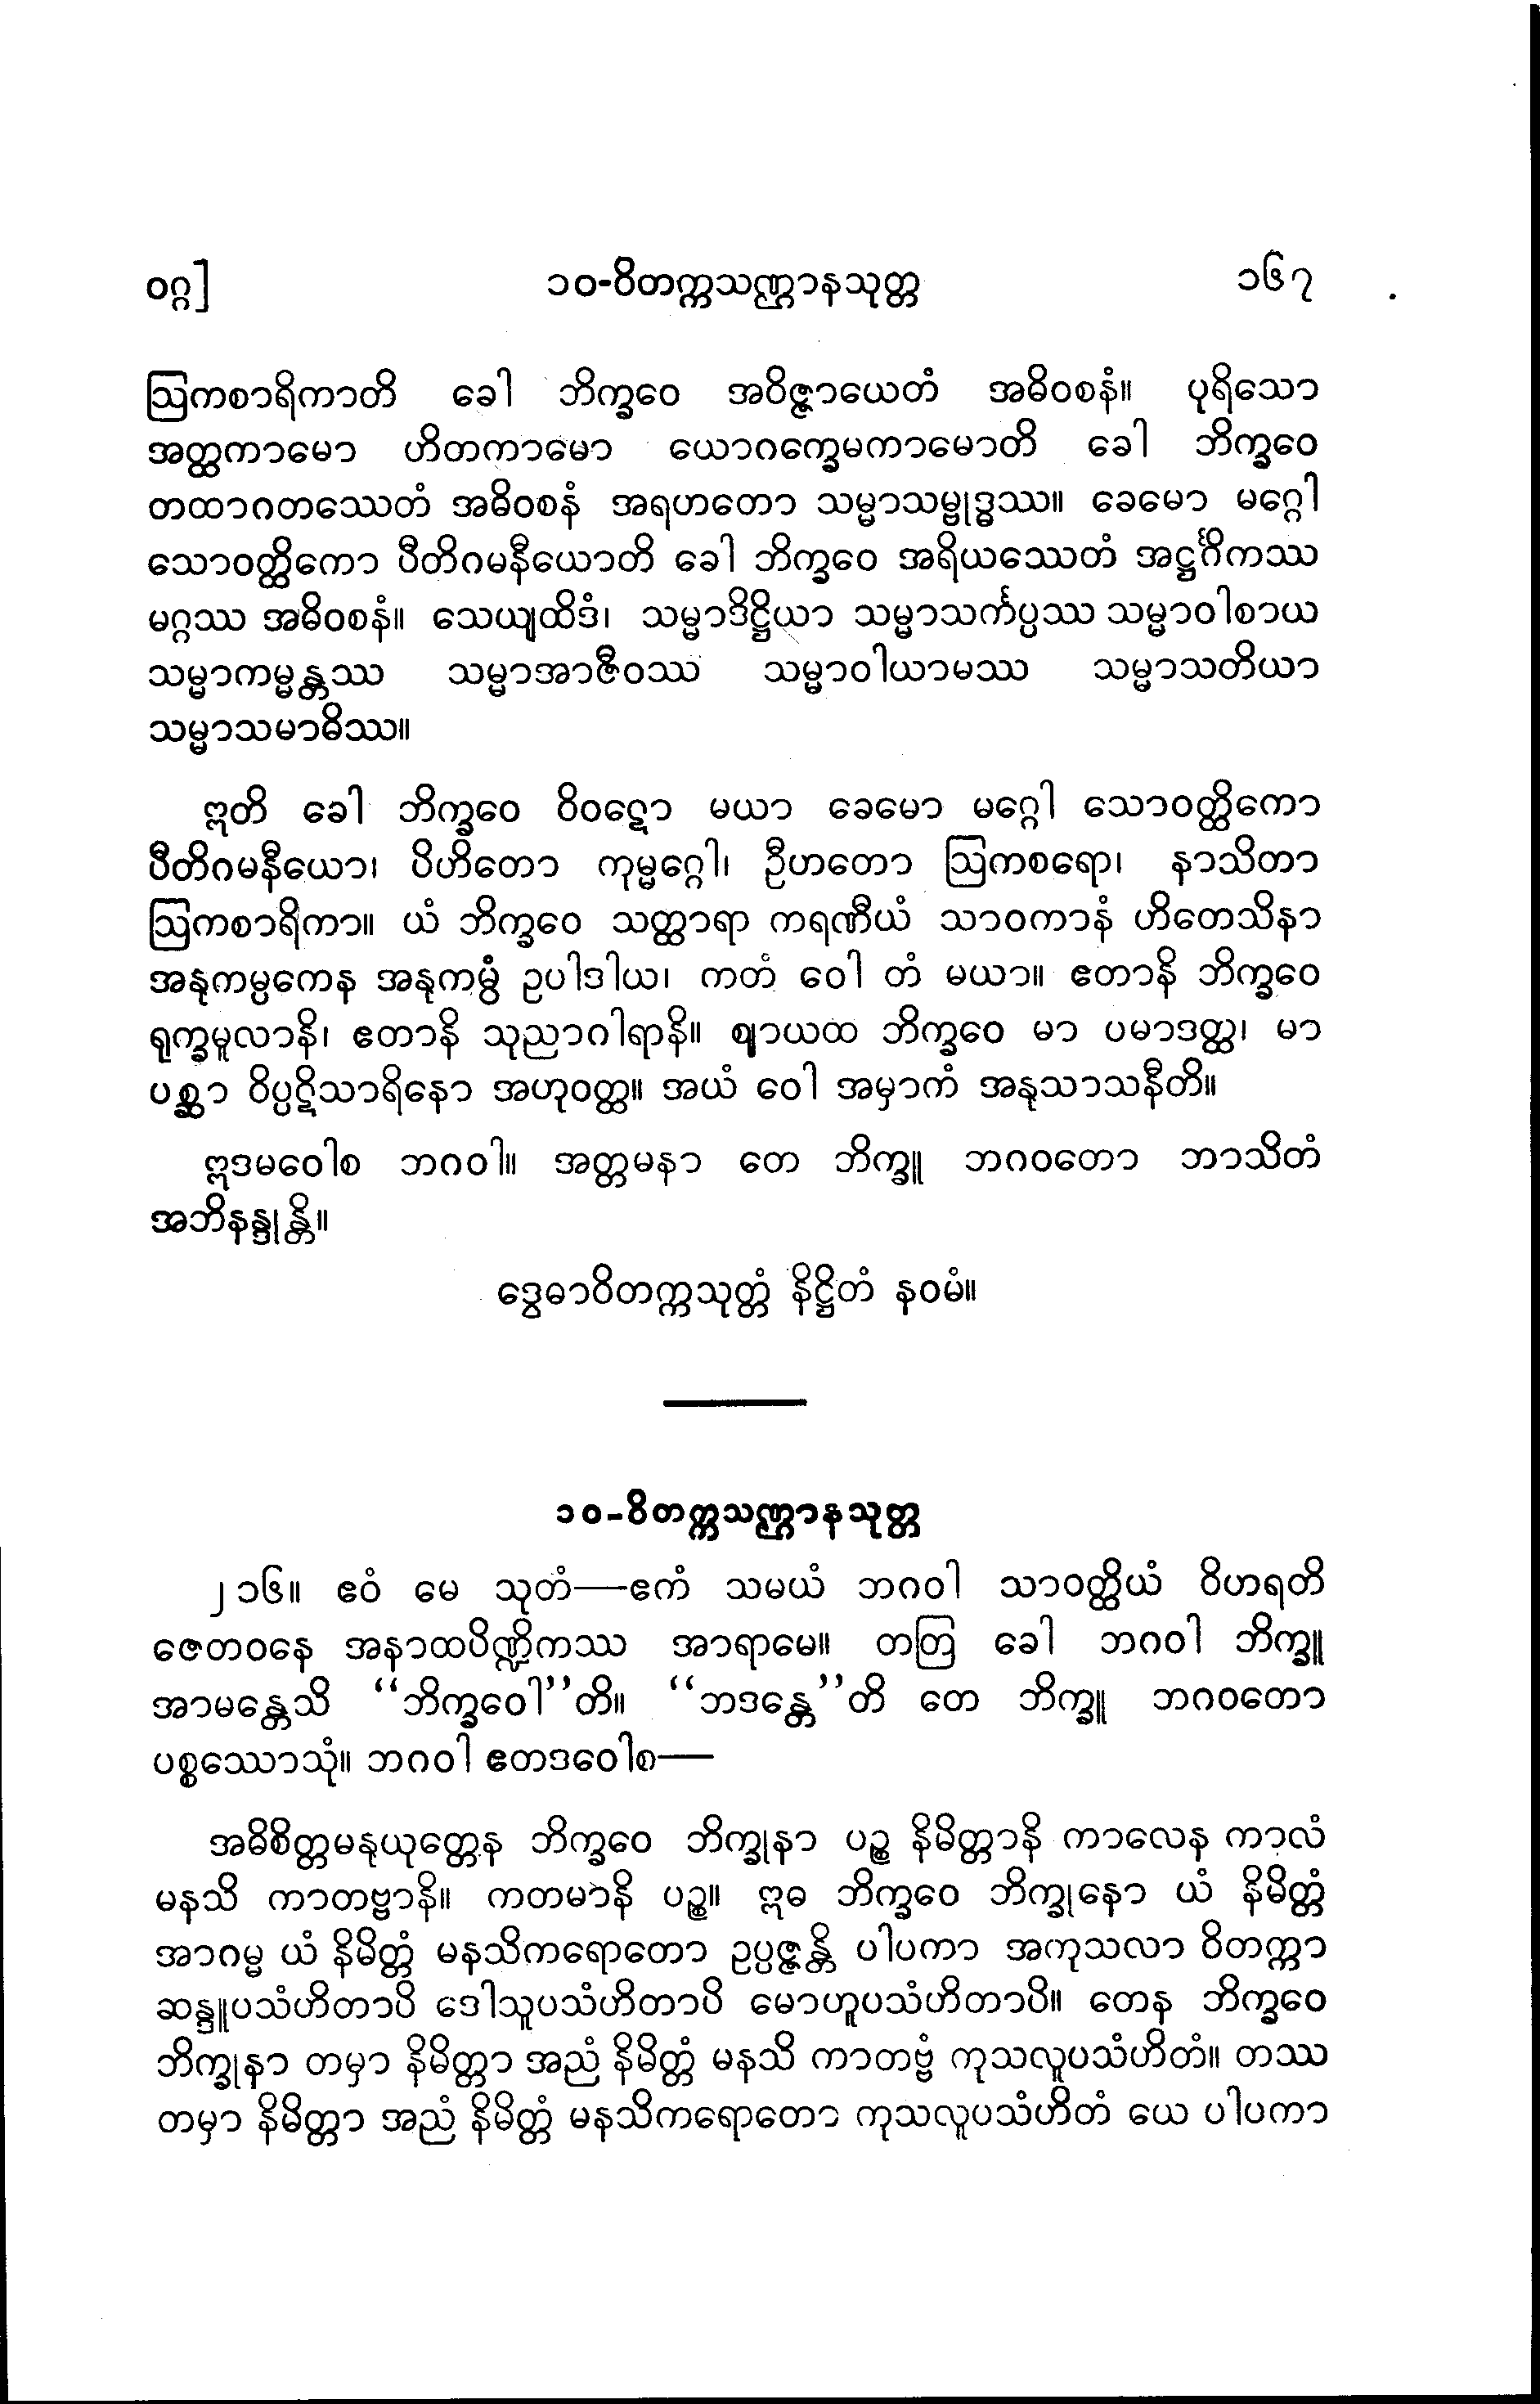 ဝဂ္ဂ] ၁၀-ဝိတက္ကသဏ္ဌာနသုတ္တ ၁၆၇
ဩကစာရိကာတိ ခေါ ဘိက္ခဝေ အဝိဇ္ဇာယေတံ အဓိဝစနံ။ ပုရိသော
အတ္ထကာမော ဟိတကာမော ယောဂက္ခေမကာမောတိ ခေါ ဘိက္ခဝေ
တထာဂတဿေတံ အဓိဝစနံ အရဟတော သမ္မာသမ္ဗုဒ္ဓဿ။ ခေမော မဂ္ဂေါ
သောဝတ္ထိကော ပီတိဂမနီယောတိ ခေါ ဘိက္ခဝေ အရိယဿေတံ အဋ္ဌင်္ဂိကဿ
မဂ္ဂဿ အဓိဝစနံ။ သေယျထိဒံ၊ သမ္မာဒိဋ္ဌိယာ သမ္မာသင်္ကပ္ပဿ သမ္မာဝါစာယ
သမ္မာကမ္မန္တဿ သမ္မာအာဇီဝဿ သမ္မာဝါယာမဿ သမ္မာသတိယာ
သမ္မာသမာဓိဿ။
ဣတိ ခေါ ဘိက္ခဝေ ဝိဝဋော မယာ ခေမော မဂ္ဂေါ သောဝတ္ထိကော
ပီတိဂမနီယော၊ ပိဟိတော ကုမ္မဂ္ဂေါ၊ ဦဟတော ဩကစရော၊ နာသိတာ
ဩကစာရိကာ။ ယံ ဘိက္ခဝေ သတ္ထာရာ ကရဏီယံ သာဝကာနံ ဟိတေသိနာ
အနုကမ္ပကေန အနုကမ္ပံ ဥပါဒါယ၊ ကတံ ဝေါ တံ မယာ။ ဧတာနိ ဘိက္ခဝေ
ရုက္ခမူလာနိ၊ ဧတာနိ သုညာဂါရာနိ။ ဈာယထ ဘိက္ခဝေ မာ ပမာဒတ္ထ၊ မာ
ပစ္ဆာ ဝိပ္ပဋိသာရိနော အဟုဝတ္ထ။ အယံ ဝေါ အမှာကံ အနုသာသနီတိ။
ဣဒမဝေါစ ဘဂဝါ။ အတ္တမနာ တေ ဘိက္ခူ ဘဂဝတော ဘာသိတံ
အဘိနန္ဒုန္တိ။
ဒွေဓာဝိတက္ကသုတ္တံ နိဋ္ဌိတံ နဝမံ။
၁၀-ဝိတက္ကသဏ္ဌာနသုတ္တ
၂၁၆။ ဧဝံ မေ သုတံ—ဧကံ သမယံ ဘဂဝါ သာဝတ္ထိယံ ဝိဟရတိ
ဇေတဝနေ အနာထပိဏ္ဍိကဿ အာရာမေ။ တတြ ခေါ ဘဂဝါ ဘိက္ခူ
အာမန္တေသိ “ဘိက္ခဝေါ”တိ။ “ဘဒန္တေ”တိ တေ ဘိက္ခူ ဘဂဝတော
ပစ္စဿောသုံ။ ဘဂဝါ ဧတဒဝေါစ—
အဓိစိတ္တမနုယုတ္တေန ဘိက္ခဝေ ဘိက္ခုနာ ပဉ္စ နိမိတ္တာနိ ကာလေန ကာလံ
မနသိ ကာတဗ္ဗာနိ။ ကတမာနိ ပဉ္စ။ ဣဓ ဘိက္ခဝေ ဘိက္ခုနော ယံ နိမိတ္တံ
အာဂမ္မ ယံ နိမိတ္တံ မနသိကရောတော ဥပ္ပဇ္ဇန္တိ ပါပကာ အကုသလာ ဝိတက္ကာ
ဆန္ဒူပသံဟိတာပိ ဒေါသူပသံဟိတာပိ မောဟူပသံဟိတာပိ။ တေန ဘိက္ခဝေ
ဘိက္ခုနာ တမှာ နိမိတ္တာ အညံ နိမိတ္တံ မနသိ ကာတဗ္ဗံ ကုသလူပသံဟိတံ။ တဿ
တမှာ နိမိတ္တာ အညံ နိမိတ္တံ မနသိကရောတော ကုသလူပသံဟိတံ ယေ ပါပကာ